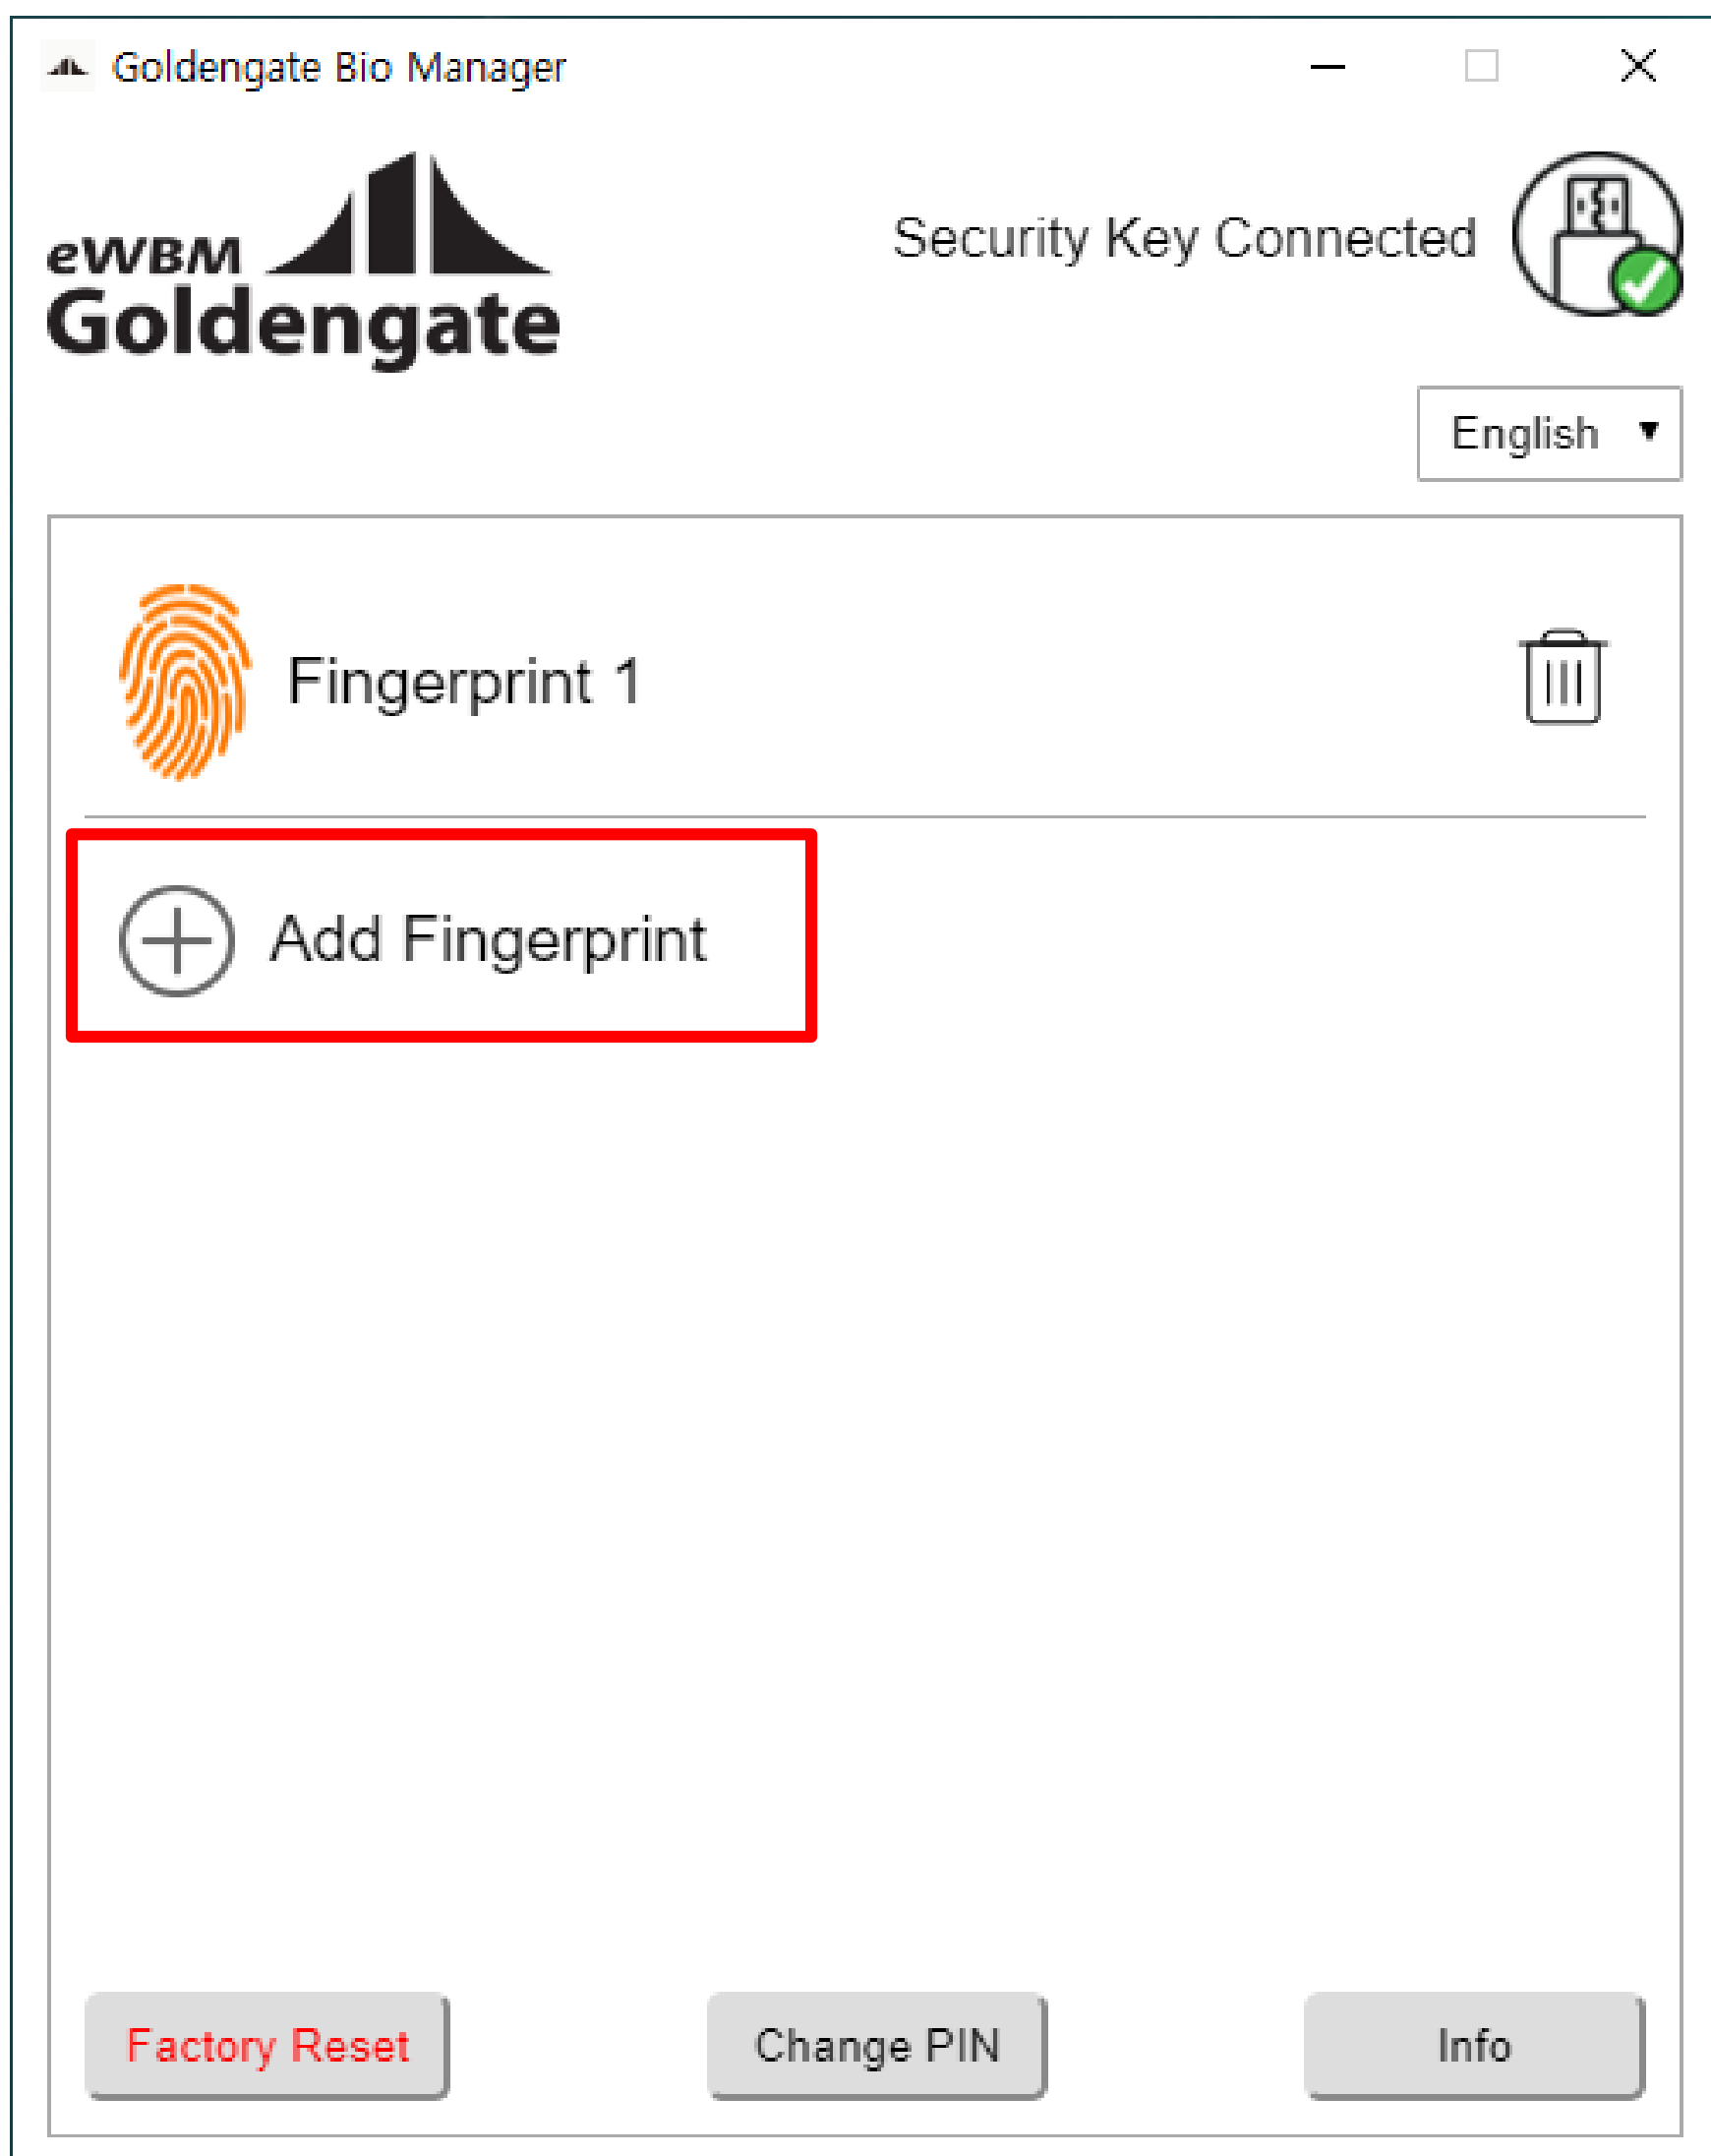 Goldengate Bio Manager
eWBM
Goldengate
Security Key Connected
English
Fingerprint 1
Add Fingerprint
Factory Reset
Change PIN
Info